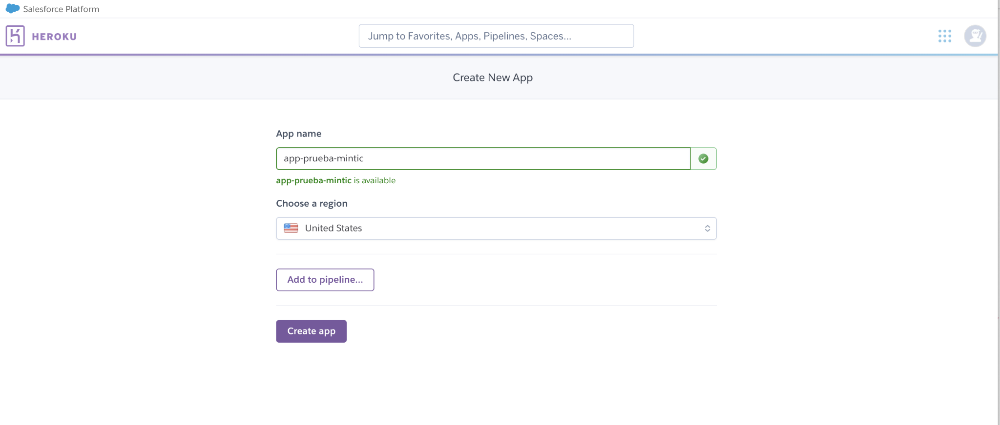 Salesforce Platform
HEROKU
Jump to Favorites, Apps, Pipelines, Spaces...
Create New App
App name
app-prueba-mintic
app-prueba-mintic is available
Choose a region
United States
Add to pipeline...
Create app